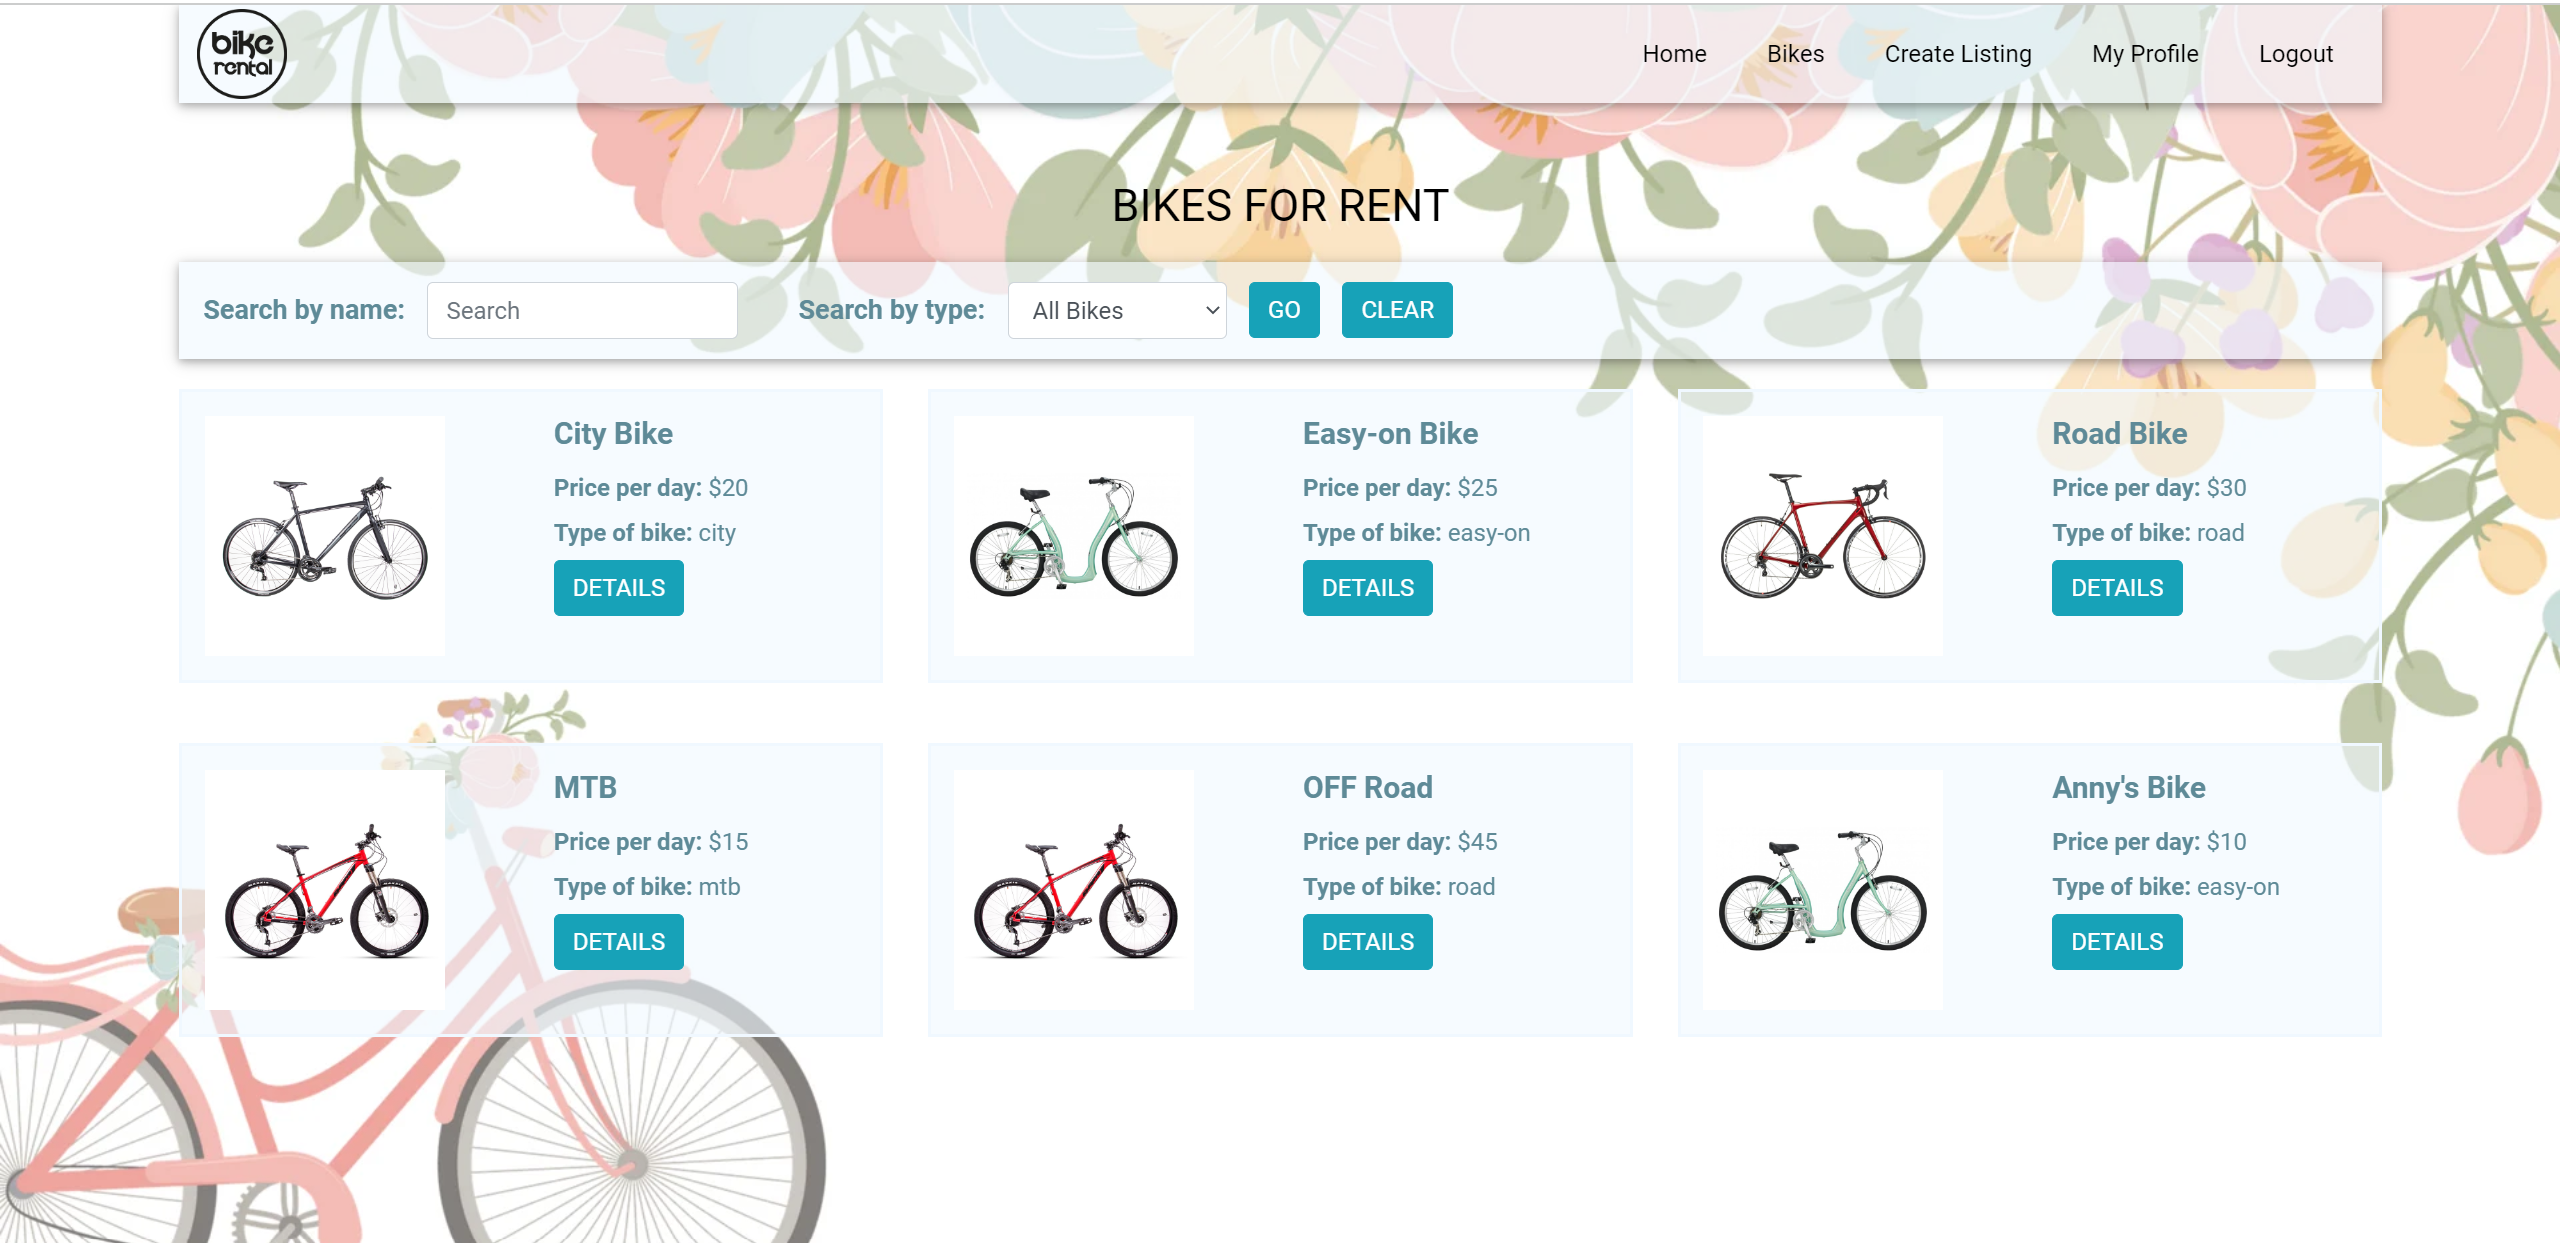 bike
rental
Home Bikes Create Listing My Profile Logout
BIKES FOR RENT
Search by name: Search Search by type: All Bikes GO CLEAR
City Bike
Price per day: $20
Type of bike: city
DETAILS
Easy-on Bike
Price per day: $25
Type of bike: easy-on
DETAILS
Road Bike
Price per day: $30
Type of bike: road
DETAILS
MTB
Price per day: $15
Type of bike: mtb
DETAILS
OFF Road
Price per day: $45
Type of bike: road
DETAILS
Anny's Bike
Price per day: $10
Type of bike: easy-on
DETAILS